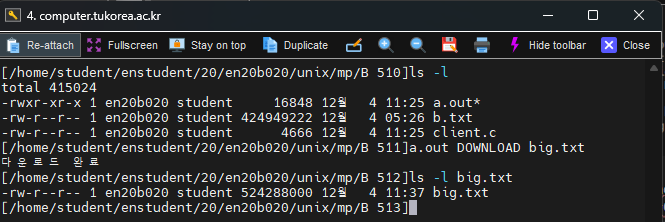 4. computer.tukorea.ac.kr
Re-attach Fullscreen Stay on top Duplicate Hide toolbar Close
[/home/student/enstudent/20/en20b020/unix/mp/B 510]ls -l
total 415024
-rwxr-xr-x 1 en20b020 student 16848 12월 4 11:25 a.out*
-rw-r--r-- 1 en20b020 student 424949222 12월 4 05:26 b.txt
-rw-r--r-- 1 en20b020 student 4666 12월 4 11:25 client.c
[/home/student/enstudent/20/en20b020/unix/mp/B 511]a.out DOWNLOAD big.txt
다운로드 완료
[/home/student/enstudent/20/en20b020/unix/mp/B 512]ls -l big.txt
-rw-r--r-- 1 en20b020 student 524288000 12월 4 11:37 big.txt
[/home/student/enstudent/20/en20b020/unix/mp/B 513]